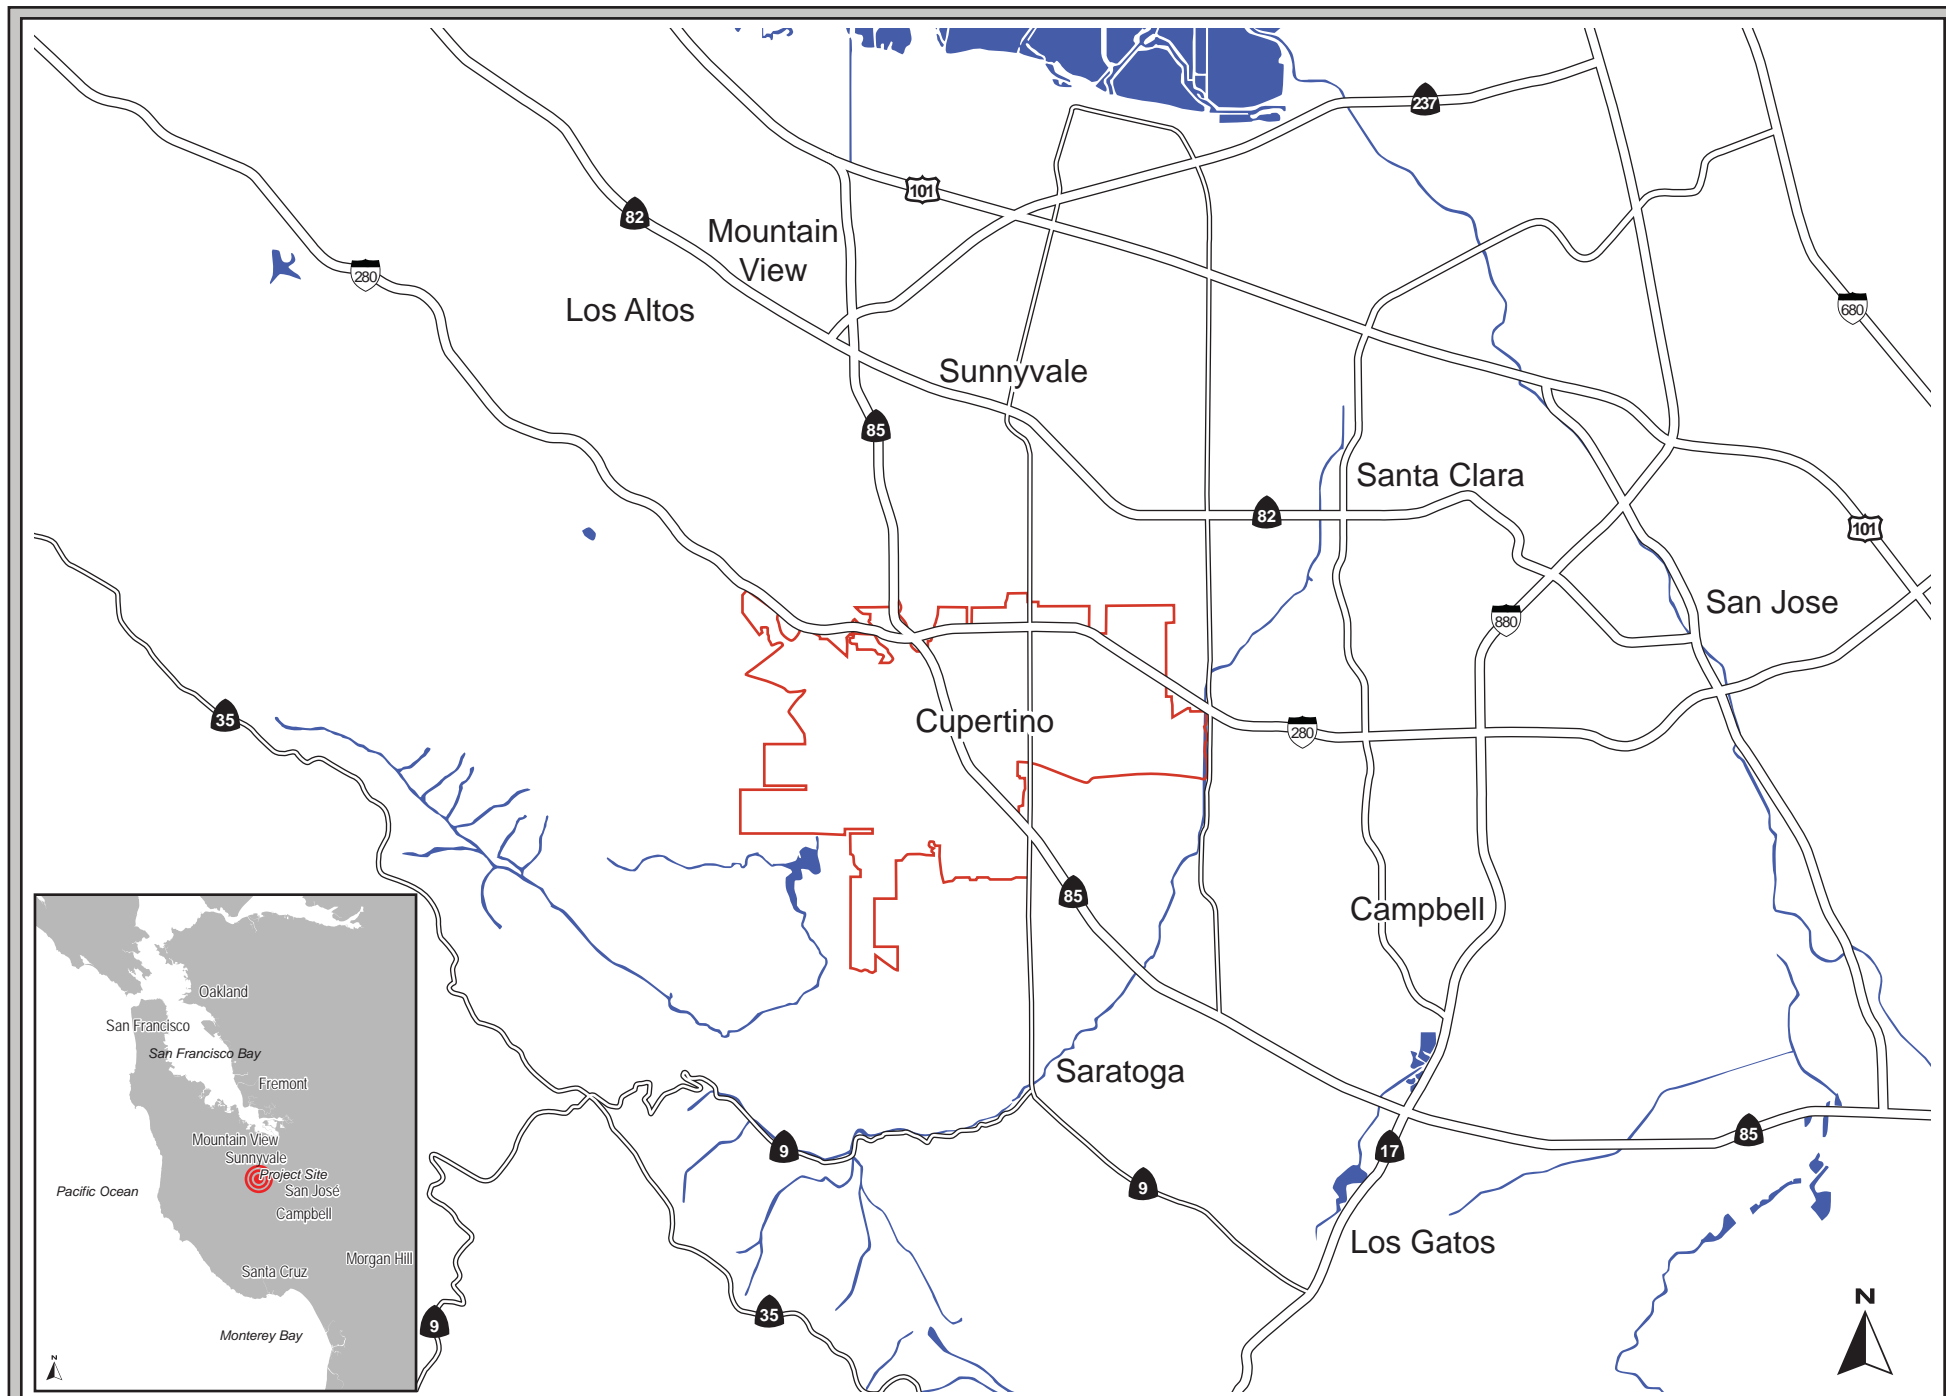 237
101
82
Mountain
View
280
Los Altos
680
Sunnyvale
85
Santa Clara
82
101
San Jose
880
35
Cupertino
280
85
Campbell
Saratoga
9
85
17
9
Los Gatos
35
9
N
Oakland
San Francisco
San Francisco Bay
Fremont
Mountain View
Sunnyvale
Project Site
San José
Pacific Ocean
Campbell
Morgan Hill
Santa Cruz
Monterey Bay
N